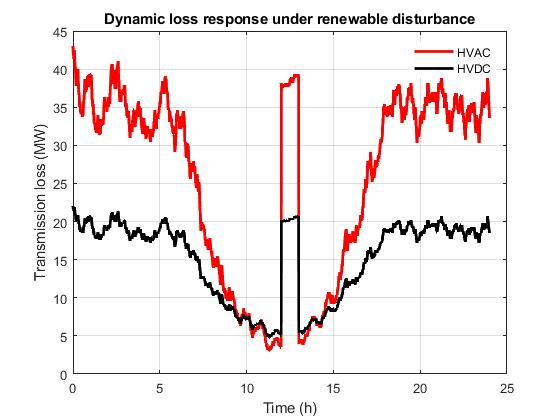 Dynamic loss response under renewable disturbance
45
40
35
30
25
20
15
10
5
0
Transmission loss (MW)
HVAC
HVDC
0 5 10 15 20 25
Time (h)